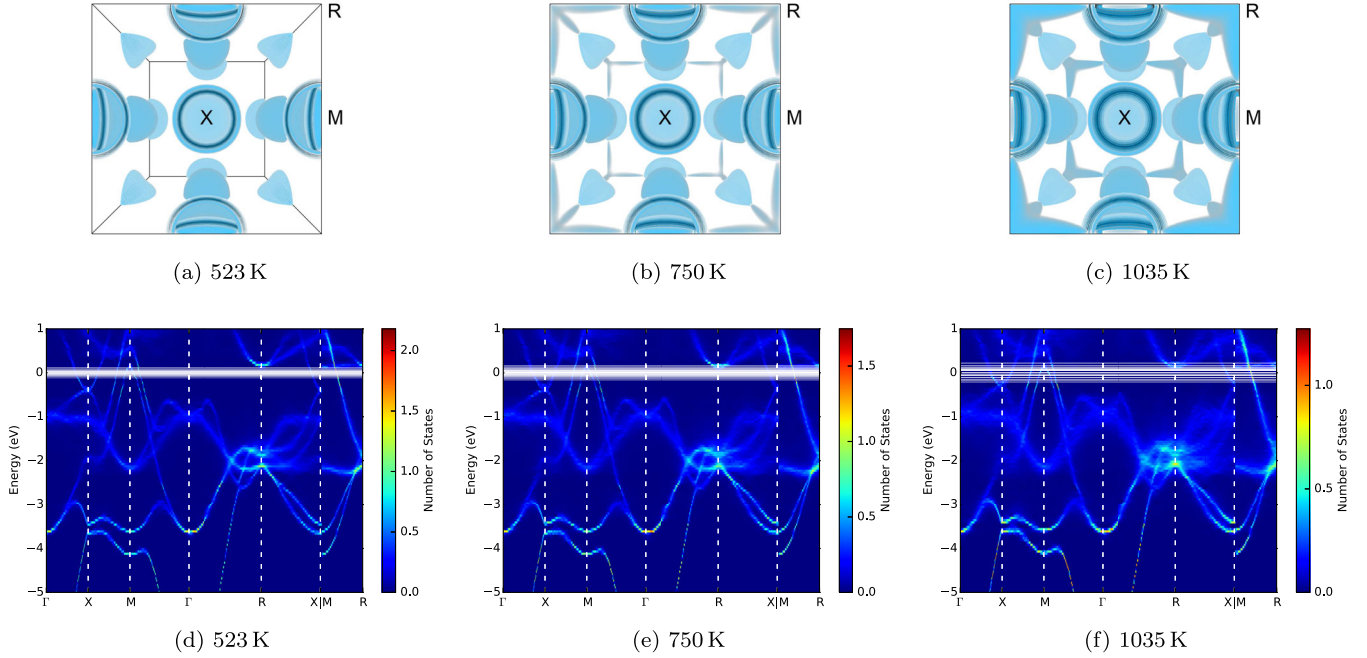 R
M
X
R
M
X
R
M
X
(a) 523 K
(b) 750 K
(c) 1035 K
Energy (eV)
1
0
−1
−2
−3
−4
−5
Γ X M Γ R X|M R
Number of States
2.0
1.5
1.0
0.5
0.0
Energy (eV)
1
0
−1
−2
−3
−4
−5
Γ X M Γ R X|M R
Number of States
1.5
1.0
0.5
0.0
Energy (eV)
1
0
−1
−2
−3
−4
−5
Γ X M Γ R X|M R
Number of States
1.0
0.5
0.0
(d) 523 K
(e) 750 K
(f) 1035 K